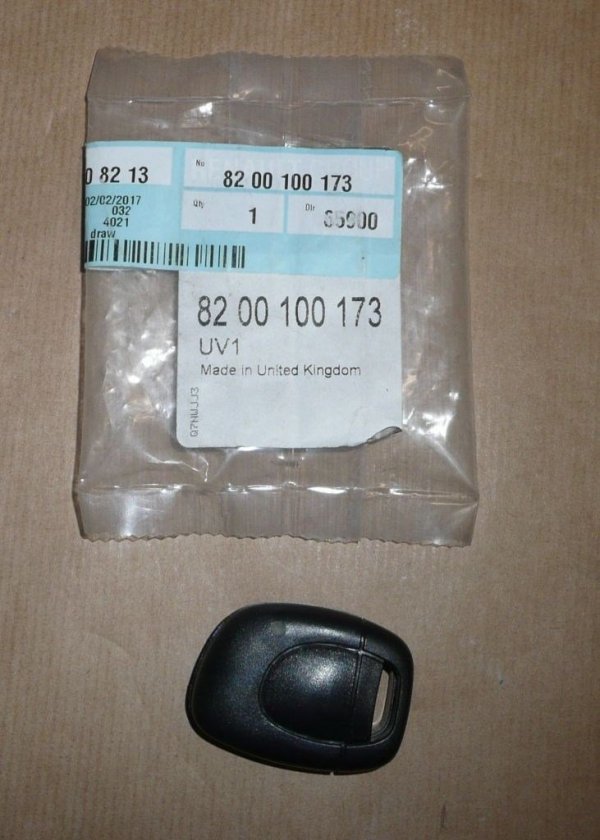 0 82 13
02/02/2017
032
4021
draw
No
82 00 100 173
Qty
1
82 00 100 173
UV1
Made in United Kingdom